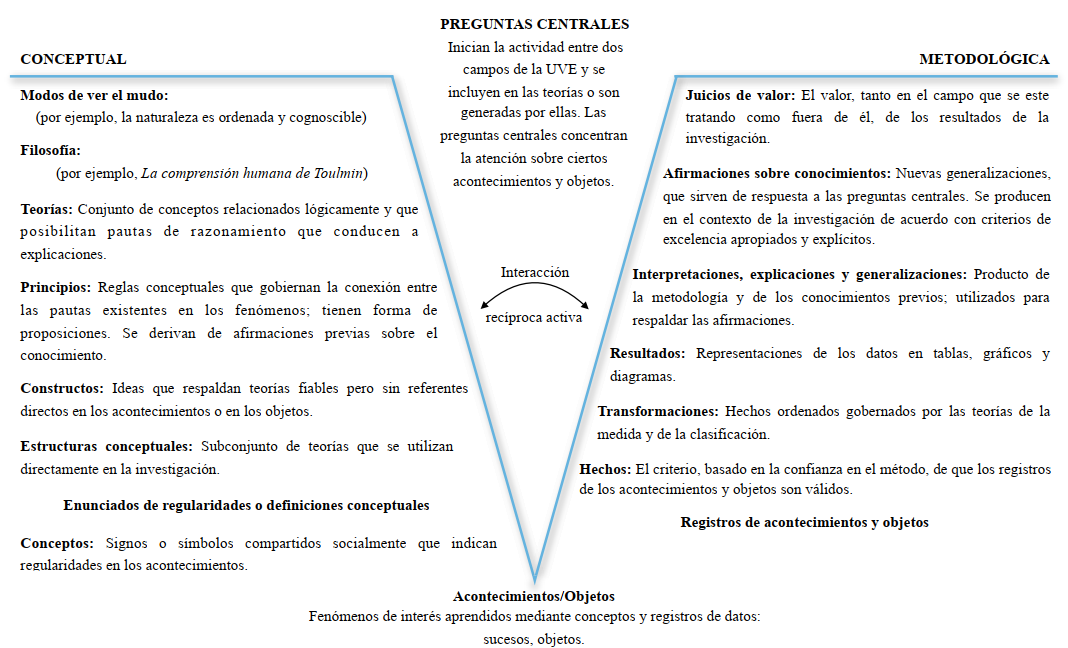 PREGUNTAS CENTRALES
Inician la actividad entre dos
campos de la UVE y se
incluyen en las teorías o son
generadas por ellas. Las
preguntas centrales concentran
la atención sobre ciertos
acontecimientos y objetos.
CONCEPTUAL
Modos de ver el mudo:
(por ejemplo, la naturaleza es ordenada y cognoscible)
Filosofía:
(por ejemplo, La comprensión humana de Toulmin)
Teorías: Conjunto de conceptos relacionados lógicamente y que
posibilitan pautas de razonamiento que conducen a
explicaciones.
Principios: Reglas conceptuales que gobiernan la conexión entre
las pautas existentes en los fenómenos; tienen forma de
proposiciones. Se derivan de afirmaciones previas sobre el
conocimiento.
Constructos: Ideas que respaldan teorías fiables pero sin referentes
directos en los acontecimientos o en los objetos.
Estructuras conceptuales: Subconjunto de teorías que se utilizan
directamente en la investigación.
Enunciados de regularidades o definiciones conceptuales
Conceptos: Signos o símbolos compartidos socialmente que indican
regularidades en los acontecimientos.
Interacción
recíproca activa
METODOLÓGICA
Juicios de valor: El valor, tanto en el campo que se este
tratando como fuera de él, de los resultados de la
investigación.
Afirmaciones sobre conocimientos: Nuevas generalizaciones,
que sirven de respuesta a las preguntas centrales. Se producen
en el contexto de la investigación de acuerdo con criterios de
excelencia apropiados y explícitos.
Interpretaciones, explicaciones y generalizaciones: Producto de
la metodología y de los conocimientos previos; utilizados para
respaldar las afirmaciones.
Resultados: Representaciones de los datos en tablas, gráficos y
diagramas.
Transformaciones: Hechos ordenados gobernados por las teorías de la
medida y de la clasificación.
Hechos: El criterio, basado en la confianza en el método, de que los registros
de los acontecimientos y objetos son válidos.
Registros de acontecimientos y objetos
Acontecimientos/Objetos
Fenómenos de interés aprendidos mediante conceptos y registros de datos:
sucesos, objetos.